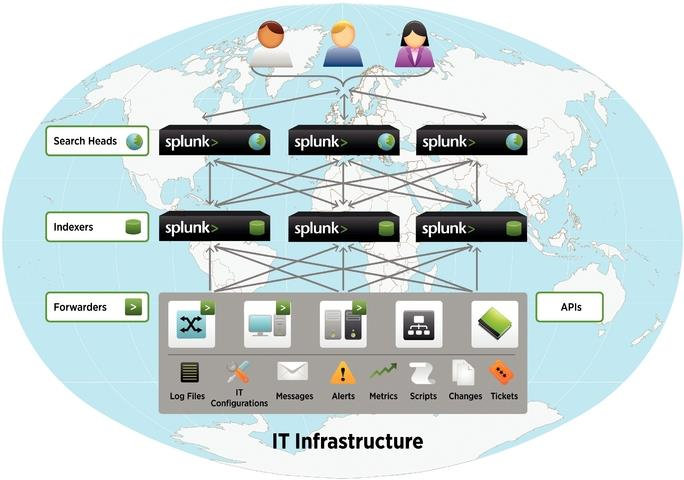 Search Heads
splunk>
splunk>
splunk>
Indexers
splunk>
splunk>
splunk>
Forwarders
>
>
>
>
APIs
Log Files
IT
Configurations
Messages
Alerts
Metrics
Scripts
Changes
Tickets
IT Infrastructure